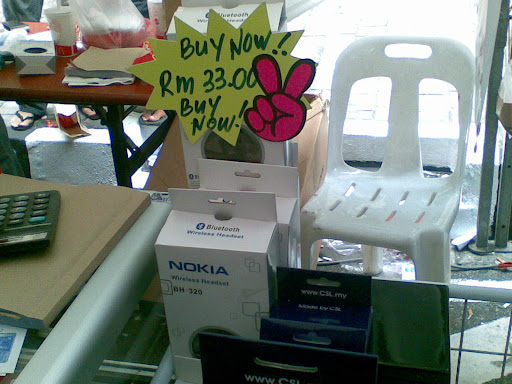 Bluetooth
BUY NOW!!
Rm 33.00
BUY
NOW!
Bluetooth
Wireless Headset
NOKIA
Wireless Headset
BH-320
www.CSL.my
Made by CSL
www.CSL